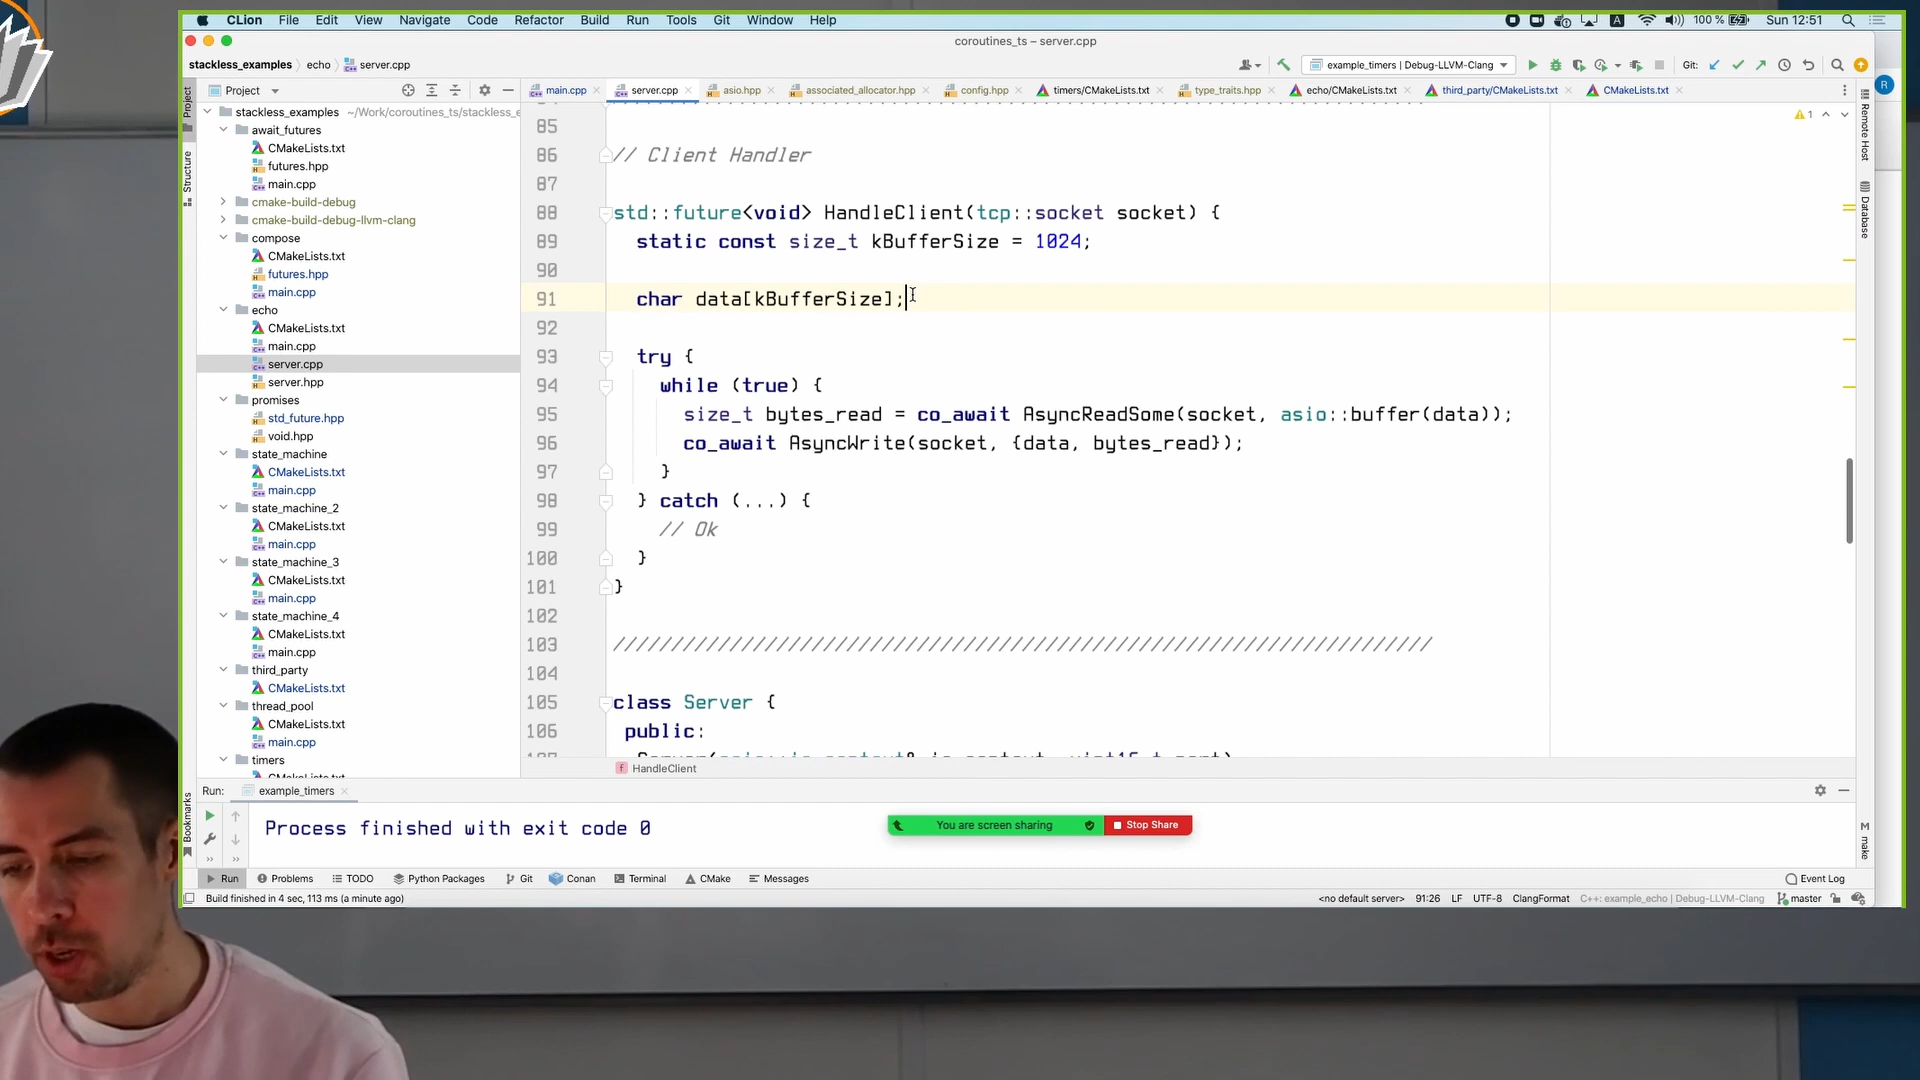 CLion File Edit View Navigate Code Refactor Build Run Tools Git Window Help
A 100 % Sun 12:51
coroutines_ts – server.cpp
stackless_examples echo server.cpp
example_timers | Debug-LLVM-Clang Git:
Project
main.cpp server.cpp asio.hpp associated_allocator.hpp config.hpp timers/CMakeLists.txt type_traits.hpp echo/CMakeLists.txt third_party/CMakeLists.txt CMakeLists.txt
R
Project
Structure
Bookmarks
Remote Host
Database
make
stackless_examples ~/Work/coroutines_ts/stackless_e
await_futures
CMakeLists.txt
futures.hpp
main.cpp
cmake-build-debug
cmake-build-debug-llvm-clang
compose
CMakeLists.txt
futures.hpp
main.cpp
echo
CMakeLists.txt
main.cpp
server.cpp
server.hpp
promises
std_future.hpp
void.hpp
state_machine
CMakeLists.txt
main.cpp
state_machine_2
CMakeLists.txt
main.cpp
state_machine_3
CMakeLists.txt
main.cpp
state_machine_4
CMakeLists.txt
main.cpp
third_party
CMakeLists.txt
thread_pool
CMakeLists.txt
main.cpp
timers
CMakeLists.txt
1
85
86 // Client Handler
87
88 std::future<void> HandleClient(tcp::socket socket) {
89 static const size_t kBufferSize = 1024;
90
91 char data[kBufferSize];
92
93 try {
94 while (true) {
95 size_t bytes_read = co_await AsyncReadSome(socket, asio::buffer(data));
96 co_await AsyncWrite(socket, {data, bytes_read});
97 }
98 } catch (...) {
99 // Ok
100 }
101 }
102
103 ///////////////////////////////////////////////////////////////////////
104
105 class Server {
106 public:
HandleClient
Run: example_timers
Process finished with exit code 0
You are screen sharing Stop Share
Run Problems TODO Python Packages Git Conan Terminal CMake Messages Event Log
Build finished in 4 sec, 113 ms (a minute ago) <no default server> 91:26 LF UTF-8 ClangFormat C++: example_echo | Debug-LLVM-Clang master